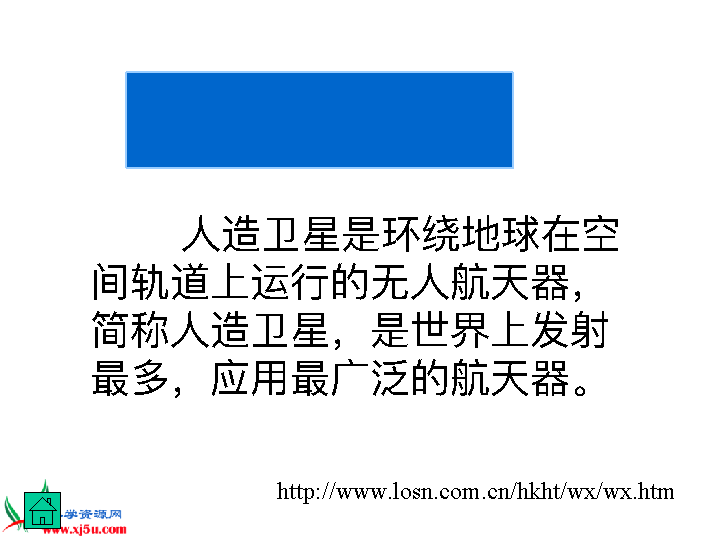 人造卫星是环绕地球在空
间轨道上运行的无人航天器,
简称人造卫星，是世界上发射
最多，应用最广泛的航天器。
http://www.losn.com.cn/hkht/wx/wx.htm
学资源网
www.xj5u.com